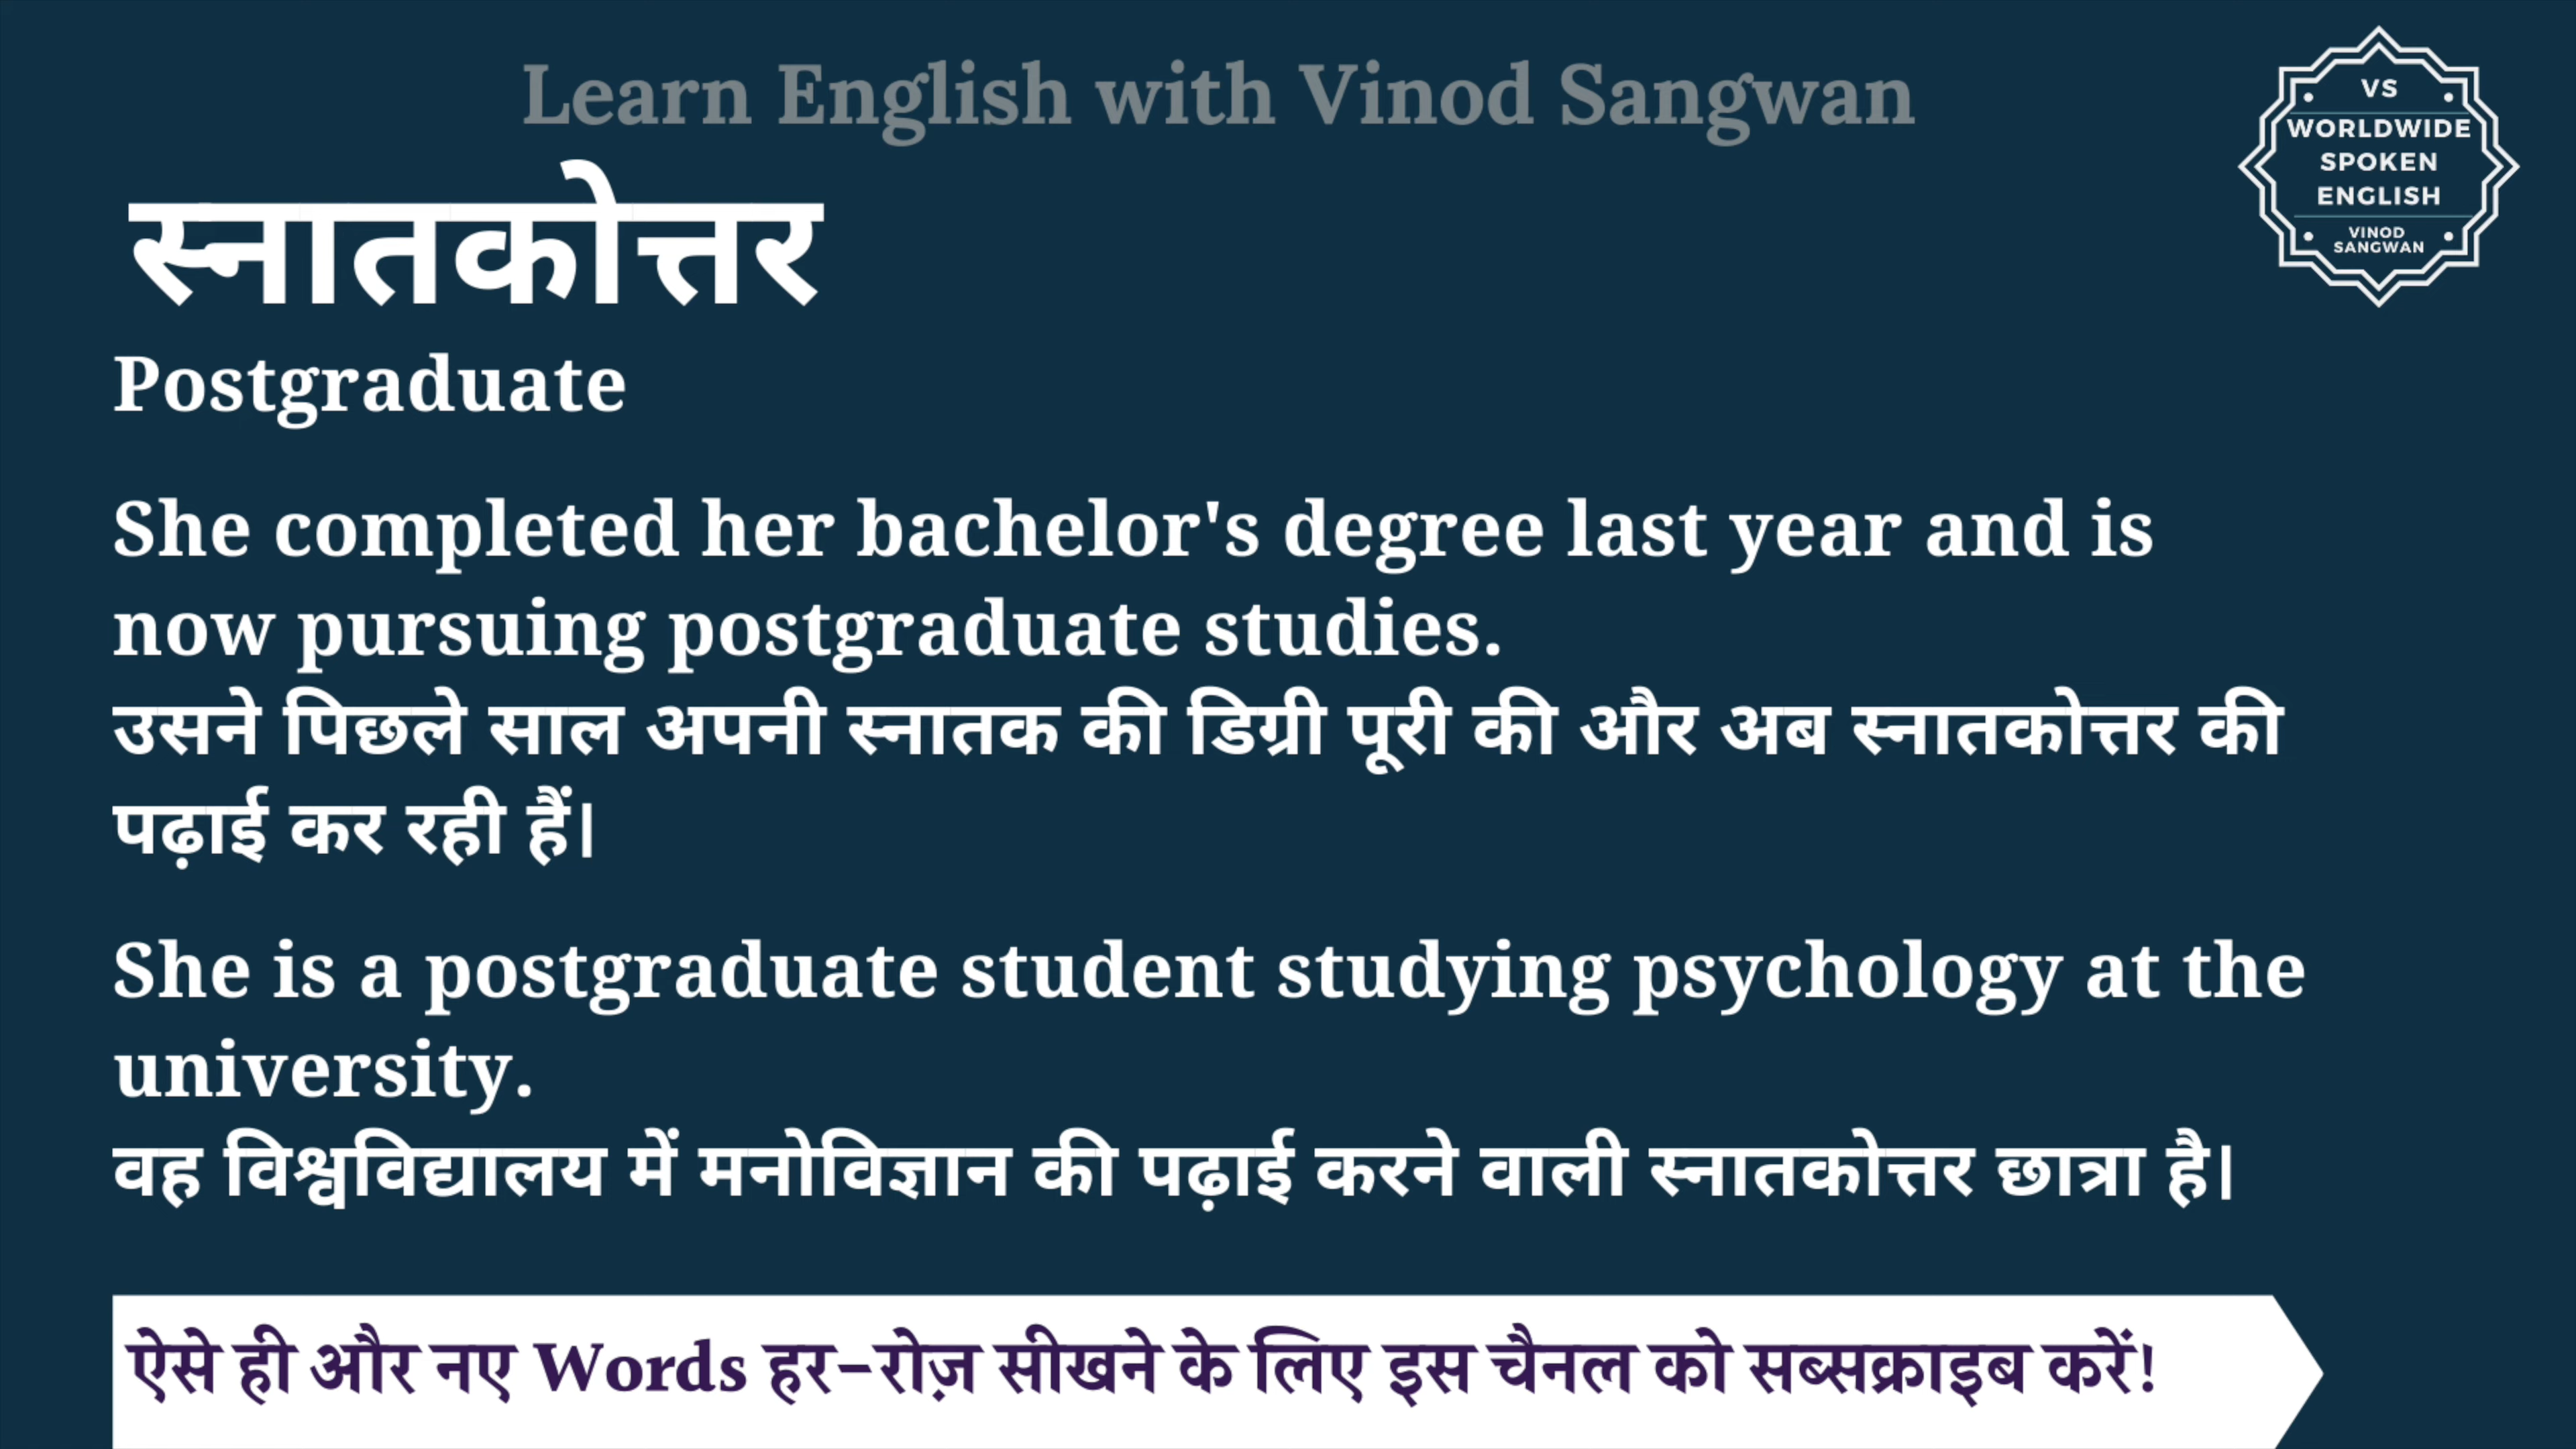 Learn English with Vinod Sangwan
VS
WORLDWIDE
SPOKEN
ENGLISH
VINOD
SANGWAN
स्नातकोत्तर
Postgraduate
She completed her bachelor's degree last year and is
now pursuing postgraduate studies.
उसने पिछले साल अपनी स्नातक की डिग्री पूरी की और अब स्नातकोत्तर की
पढ़ाई कर रही हैं।
She is a postgraduate student studying psychology at the
university.
वह विश्वविद्यालय में मनोविज्ञान की पढ़ाई करने वाली स्नातकोत्तर छात्रा है।
ऐसे ही और नए Words हर-रोज़ सीखने के लिए इस चैनल को सब्सक्राइब करें!